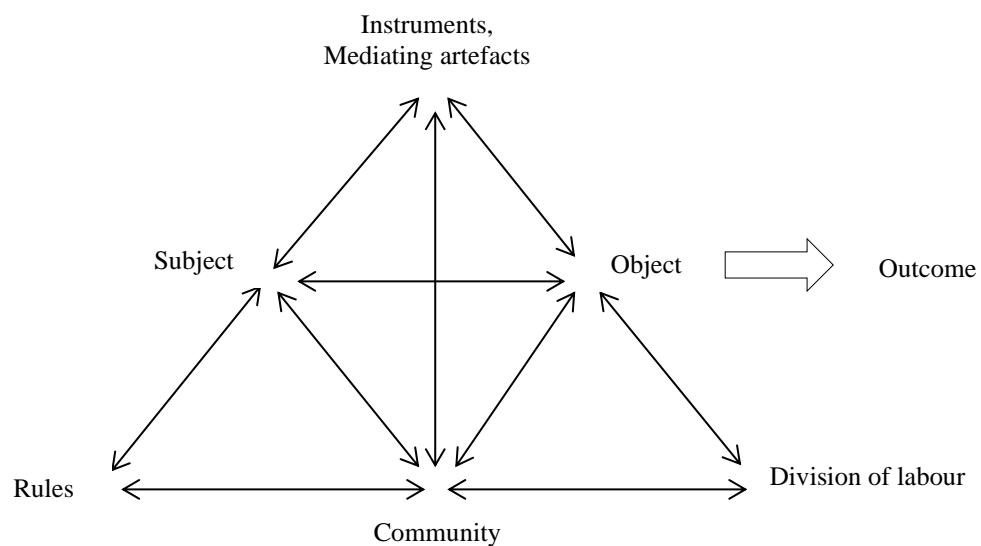 Instruments,
Mediating artefacts
Subject
Object
Outcome
Rules
Division of labour
Community